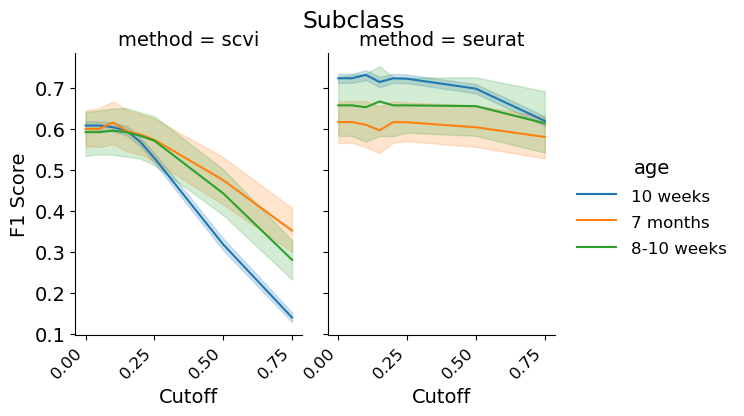 Subclass
method = scvi
method = seurat
F1 Score
0.7
0.6
0.5
0.4
0.3
0.2
0.1
0.00
0.25
0.50
0.75
Cutoff
0.00
0.25
0.50
0.75
Cutoff
age
10 weeks
7 months
8-10 weeks